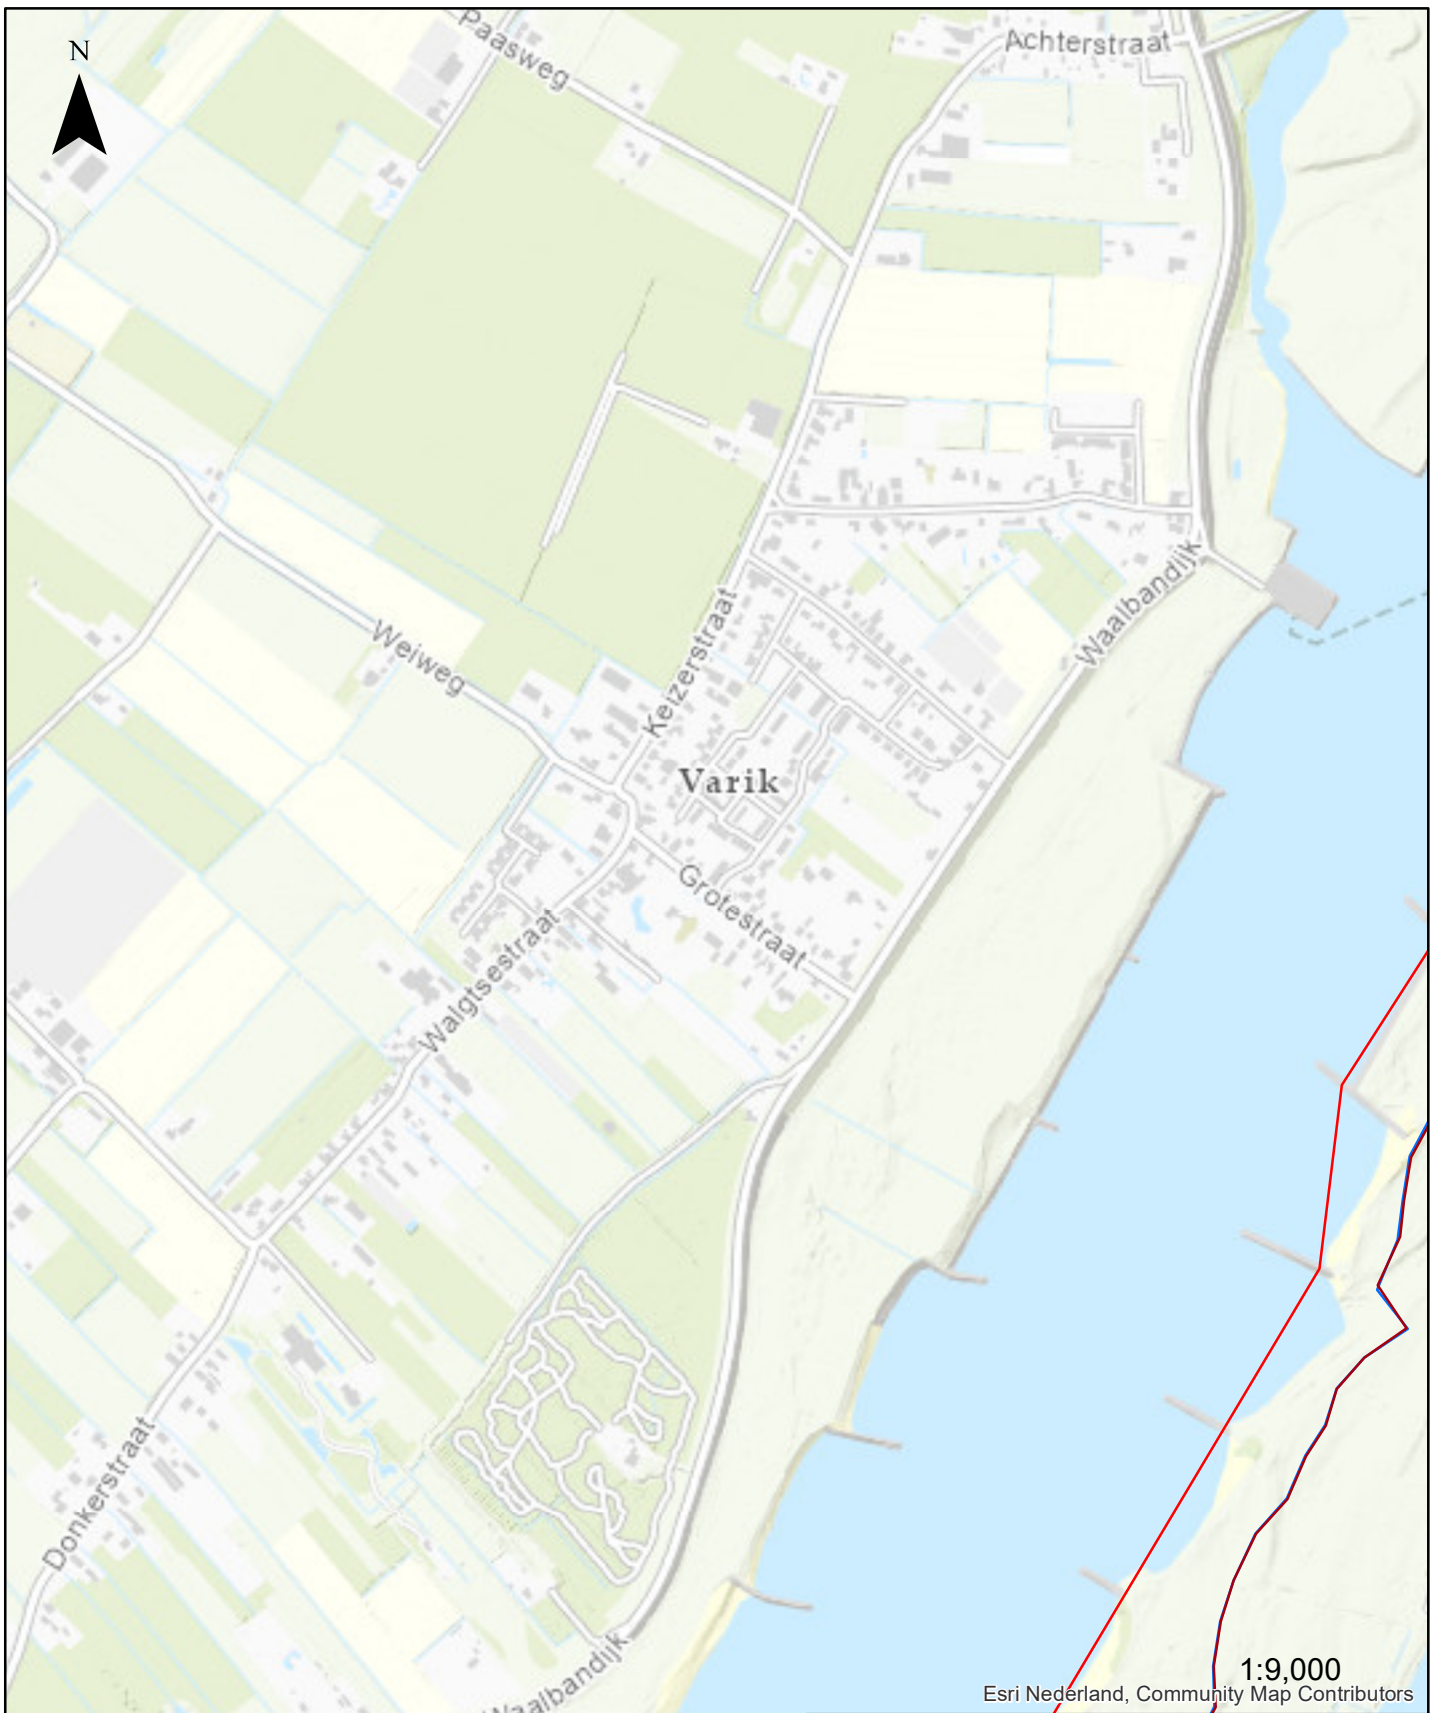 N
Paasweg
Achterstraat
Waalbandijk
Keizerstraat
Weiweg
Varik
Grotestraat
Walgtsestraat
Donkerstraat
Waalbandijk
1:9,000
Esri Nederland, Community Map Contributors